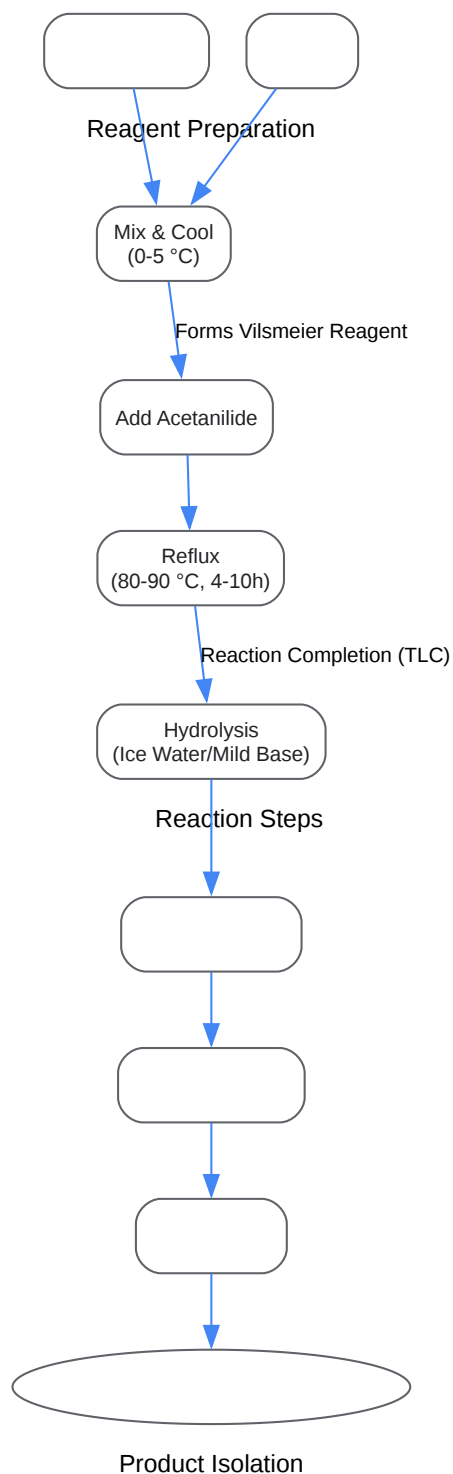 Reagent Preparation
Mix & Cool
(0-5 °C)
Forms Vilsmeier Reagent
Add Acetanilide
Reflux
(80-90 °C, 4-10h)
Reaction Completion (TLC)
Hydrolysis
(Ice Water/Mild Base)
Reaction Steps
Product Isolation